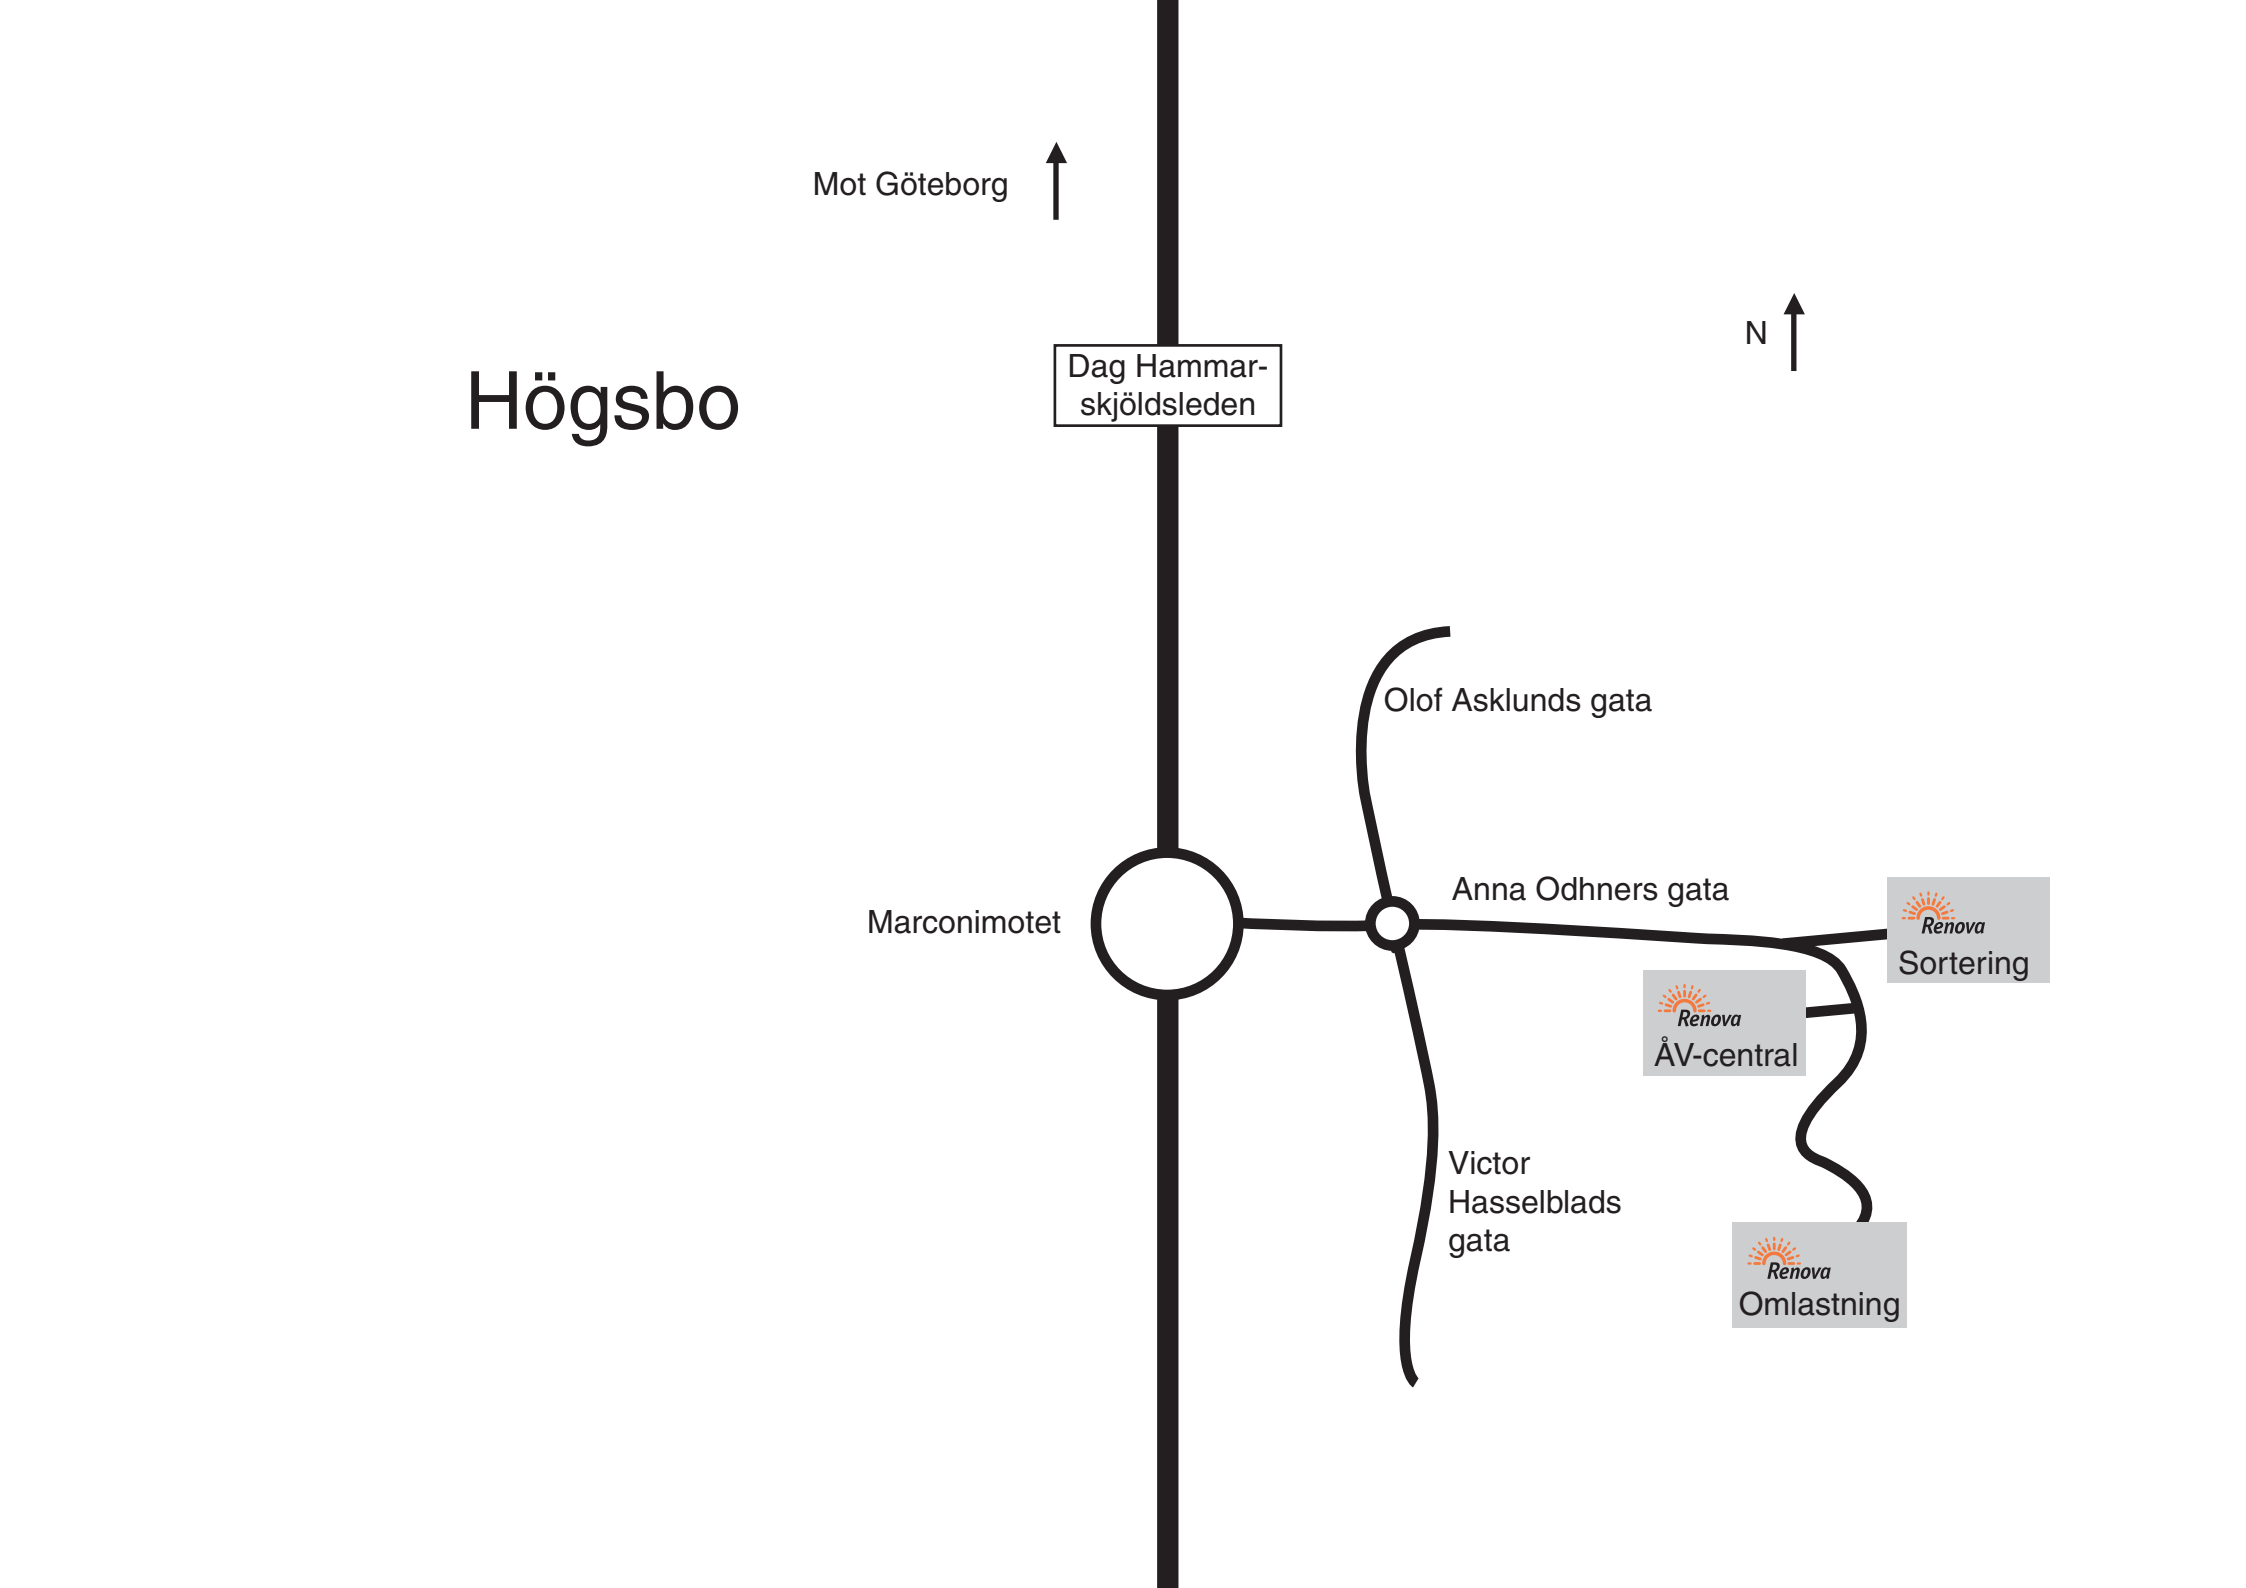 Mot Göteborg
N
Högsbo
Dag Hammar-
skjöldsleden
Olof Asklunds gata
Anna Odhners gata
Marconimotet
Renova
Sortering
Renova
ÅV-central
Victor
Hasselblads
gata
Renova
Omlastning